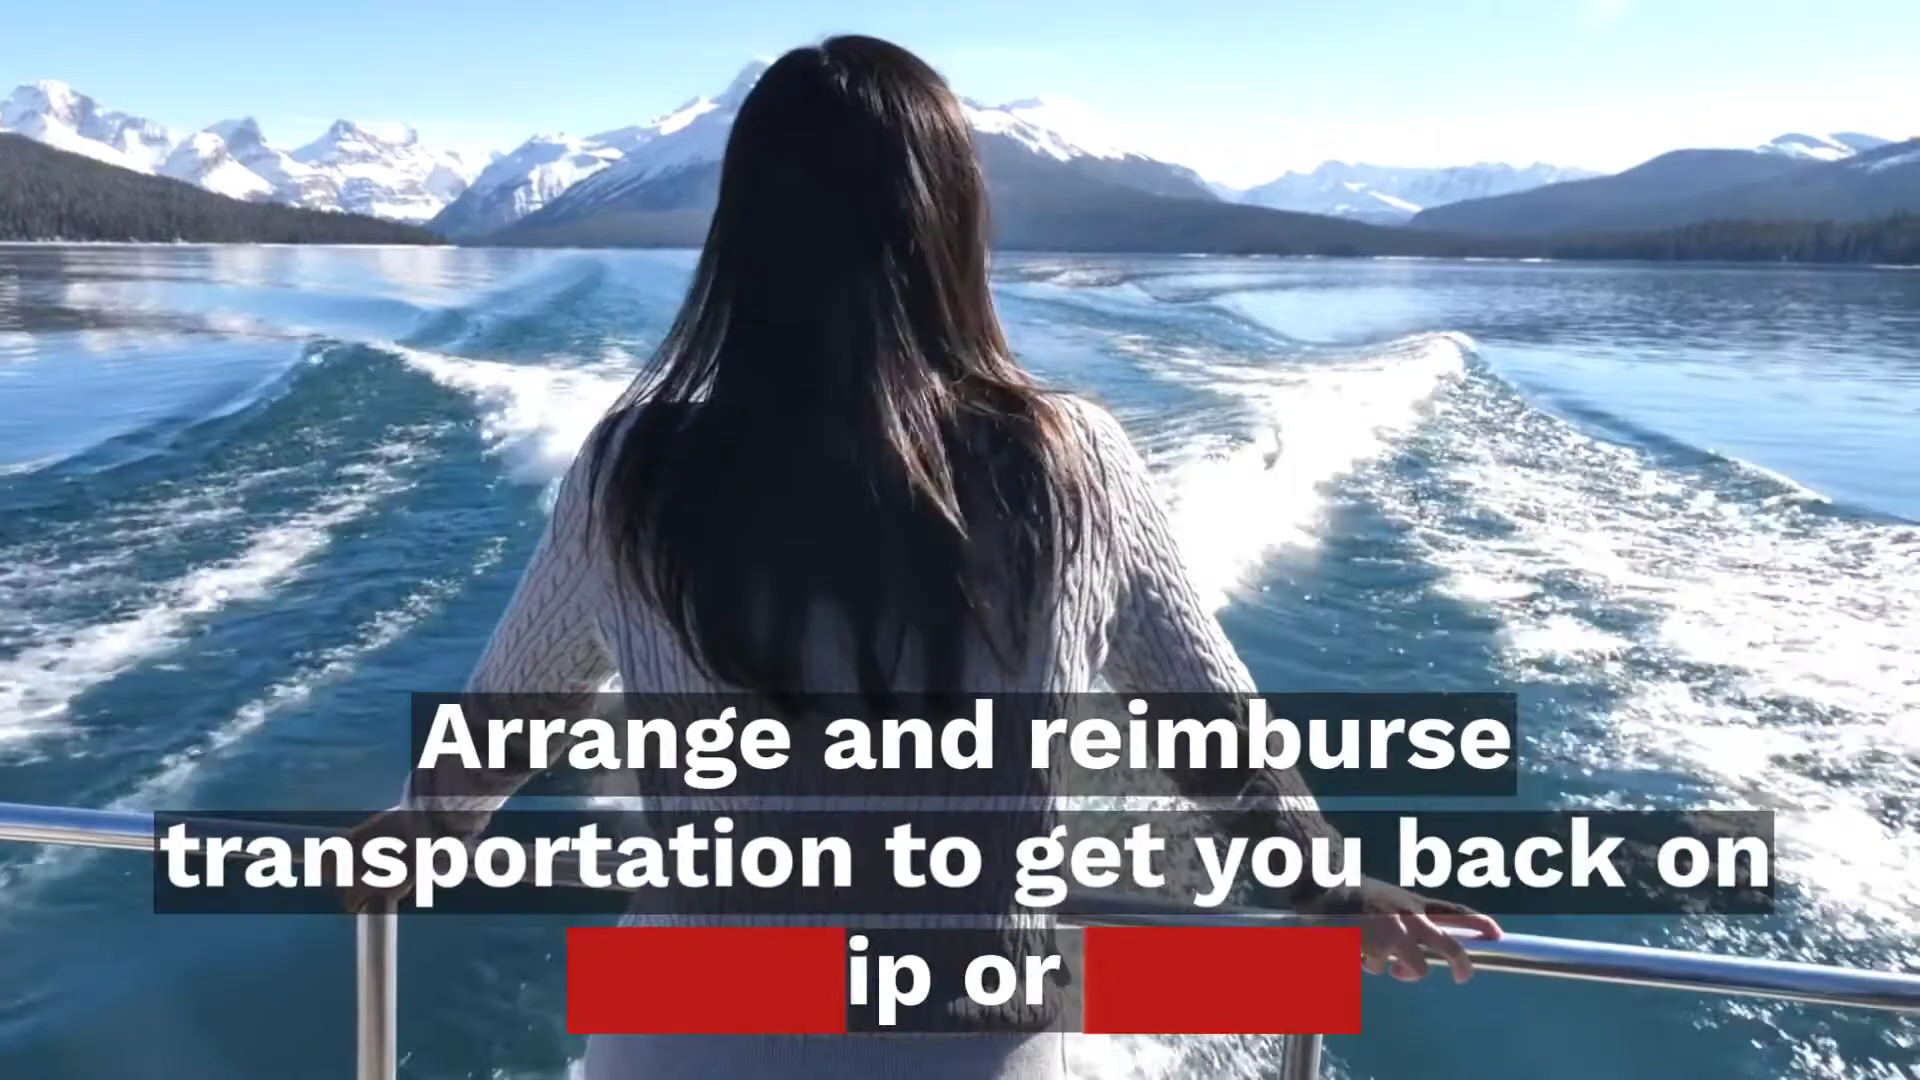 Arrange and reimburse
transportation to get you back on
ip or